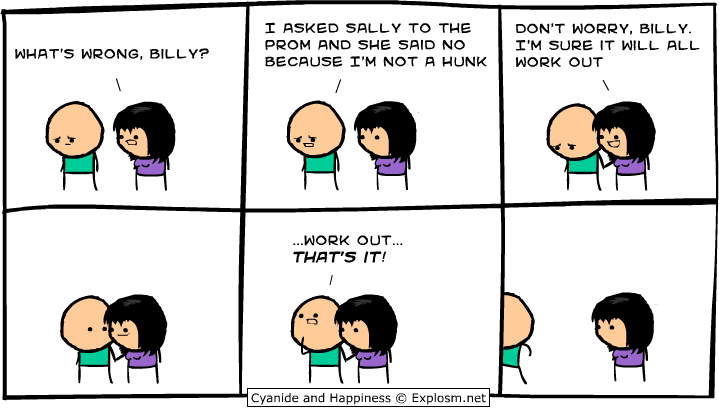 WHAT'S WRONG, BILLY?
I ASKED SALLY TO THE
PROM AND SHE SAID NO
BECAUSE I'M NOT A HUNK
DON'T WORRY, BILLY.
I'M SURE IT WILL ALL
WORK OUT
...WORK OUT...
THAT'S IT!
Cyanide and Happiness © Explosm.net